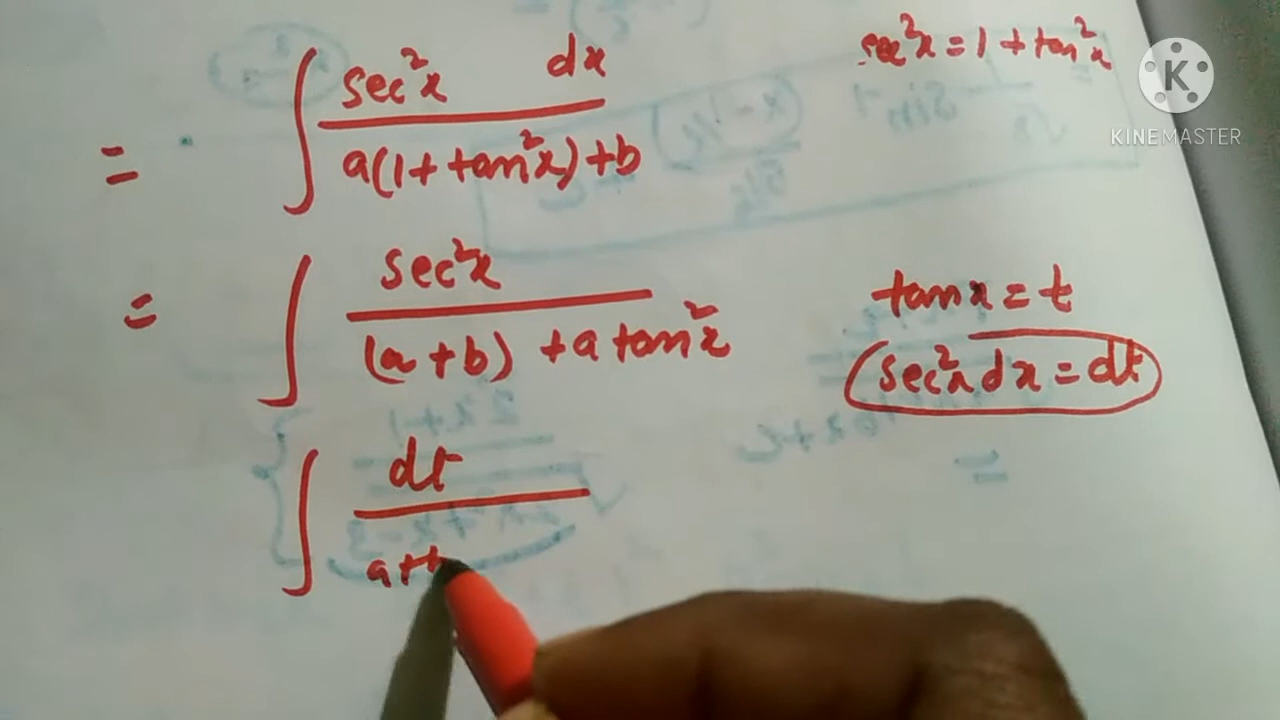 = ∫ sec²x dx / a(1 + tan²x) + b
sec²x = 1 + tan²x
K
KINEMASTER
= ∫ sec²x / (a + b) + a tan²x
tan x = t
sec²x dx = dt
∫ dt / a +